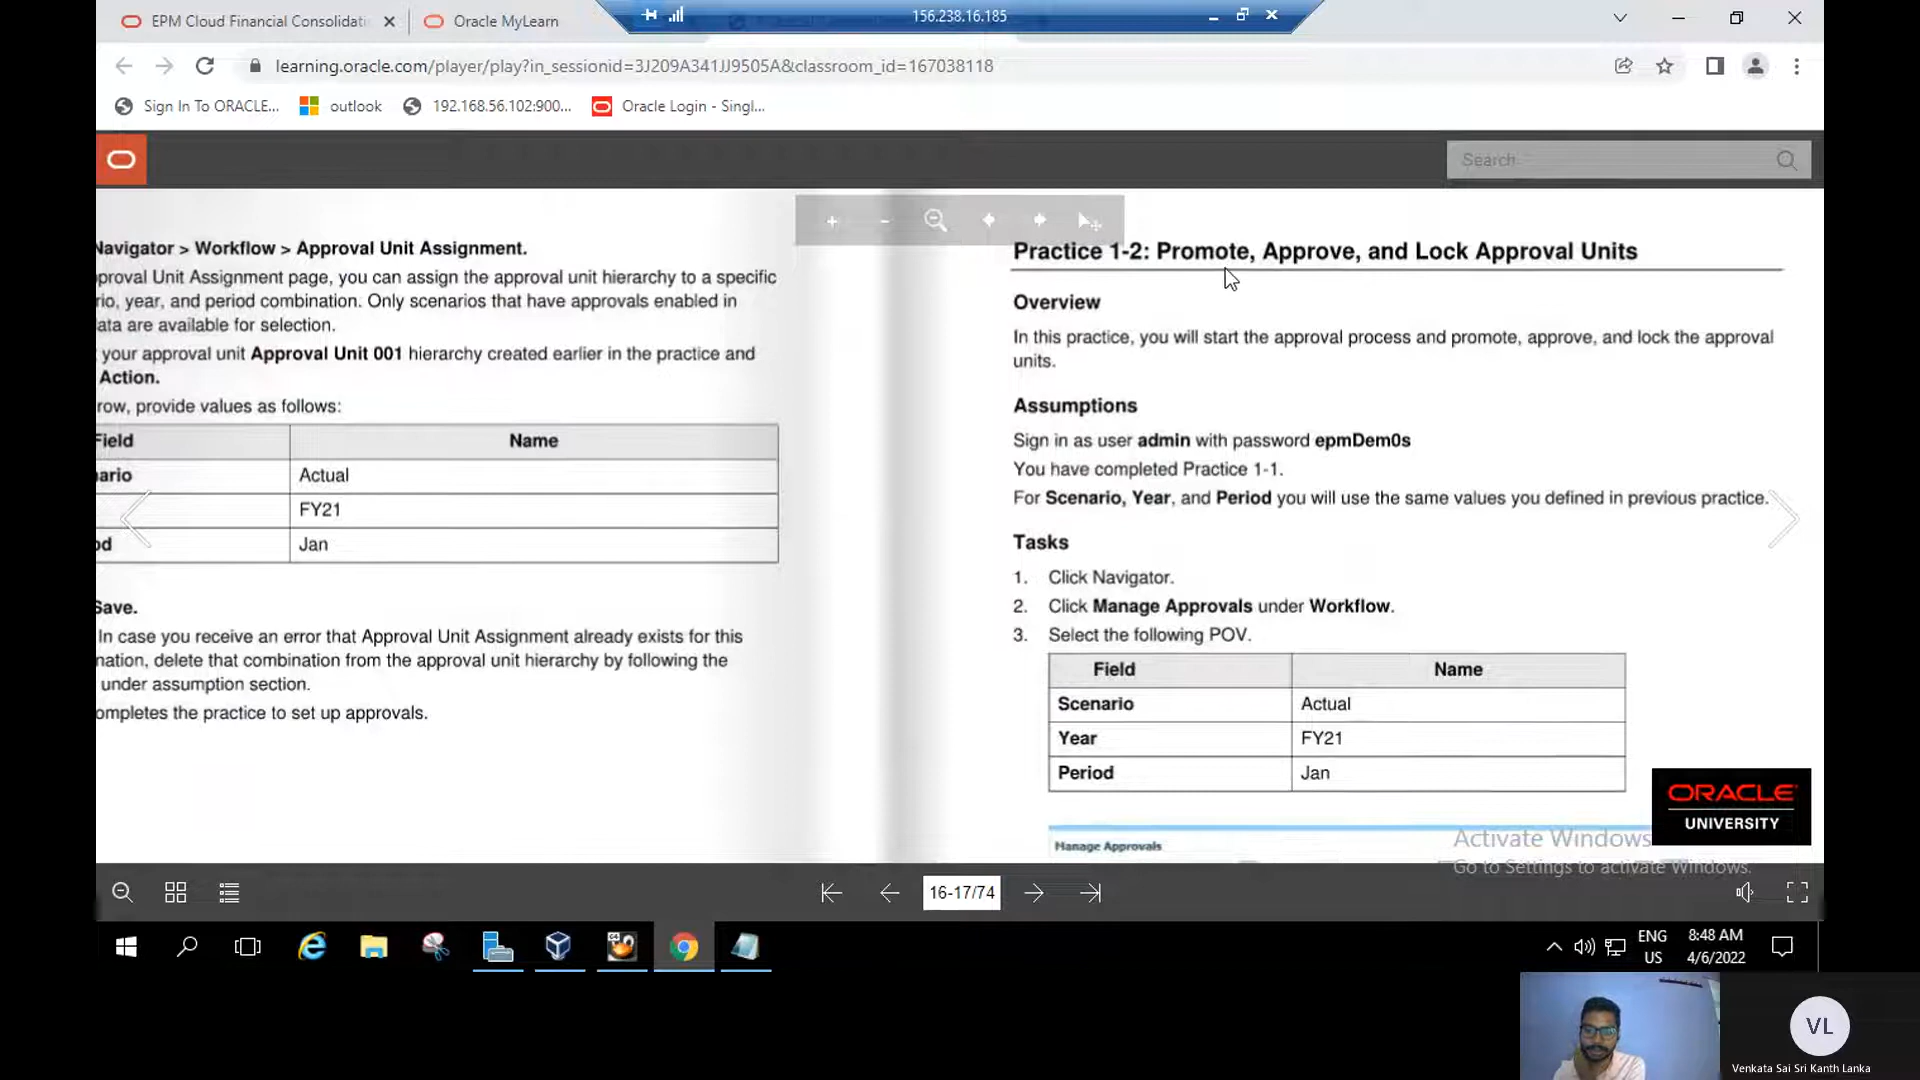 EPM Cloud Financial Consolidati
Oracle MyLearn
156.238.16.185
learning.oracle.com/player/play?in_sessionid=3J209A341JJ9505A&classroom_id=167038118
Sign In To ORACLE...
outlook
192.168.56.102:900...
Oracle Login - Singl...
Search
Navigator > Workflow > Approval Unit Assignment.
proval Unit Assignment page, you can assign the approval unit hierarchy to a specific
rio, year, and period combination. Only scenarios that have approvals enabled in
ata are available for selection.
your approval unit Approval Unit 001 hierarchy created earlier in the practice and
Action.
row, provide values as follows:
Field Name
ario Actual
FY21
od Jan
Save.
In case you receive an error that Approval Unit Assignment already exists for this
nation, delete that combination from the approval unit hierarchy by following the
under assumption section.
ompletes the practice to set up approvals.
Practice 1-2: Promote, Approve, and Lock Approval Units
Overview
In this practice, you will start the approval process and promote, approve, and lock the approval
units.
Assumptions
Sign in as user admin with password epmDem0s
You have completed Practice 1-1.
For Scenario, Year, and Period you will use the same values you defined in previous practice.
Tasks
1. Click Navigator.
2. Click Manage Approvals under Workflow.
3. Select the following POV.
Field Name
Scenario Actual
Year FY21
Period Jan
Manage Approvals
ORACLE
UNIVERSITY
Activate Windows
Go to Settings to activate Windows.
16-17/74
ENG
US
8:48 AM
4/6/2022
VL
Venkata Sai Sri Kanth Lanka